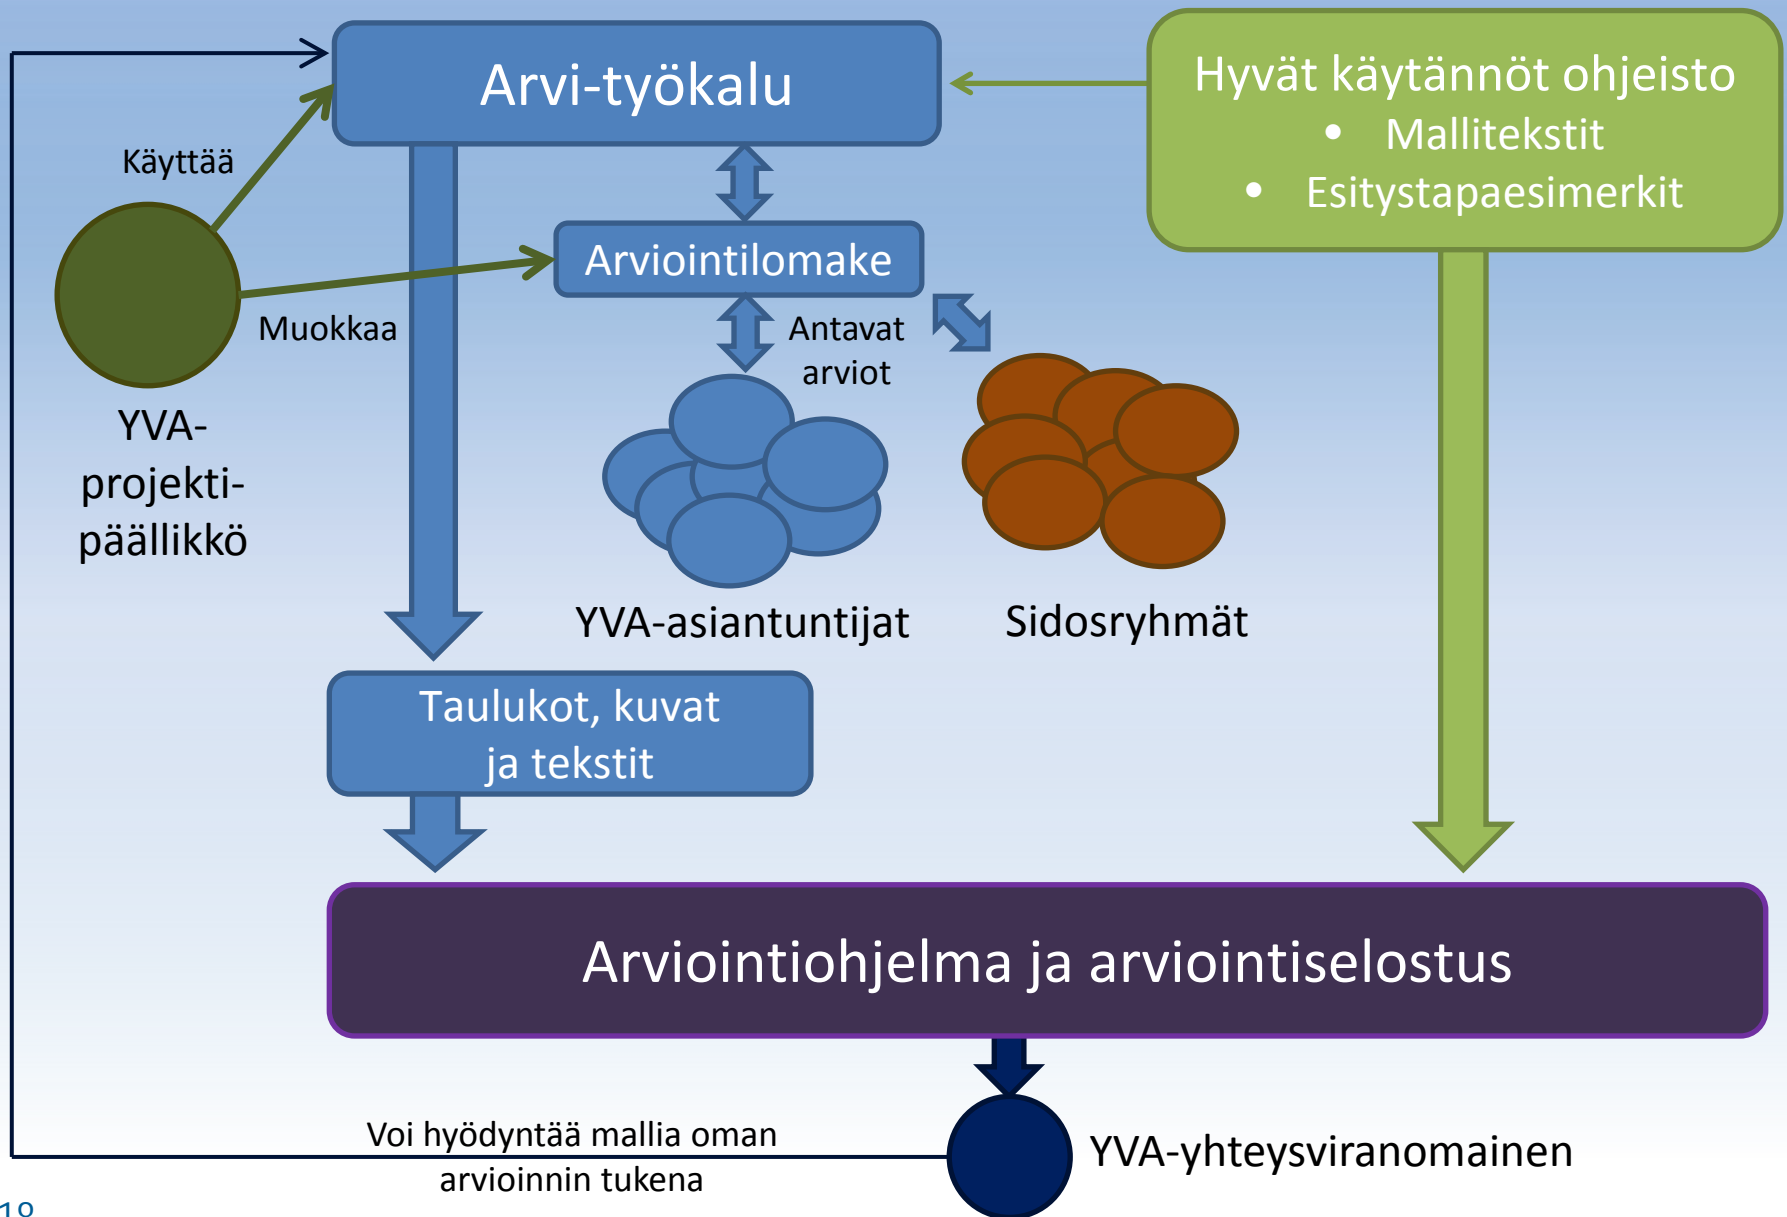 Arvi-työkalu
Hyvät käytännöt ohjeisto
• Mallitekstit
• Esitystapaesimerkit
Käyttää
Arviointilomake
Muokkaa
Antavat
arviot
YVA-
projekti-
päällikkö
YVA-asiantuntijat
Sidosryhmät
Taulukot, kuvat
ja tekstit
Arviointiohjelma ja arviointiselostus
Voi hyödyntää mallia oman
arvioinnin tukena
YVA-yhteysviranomainen